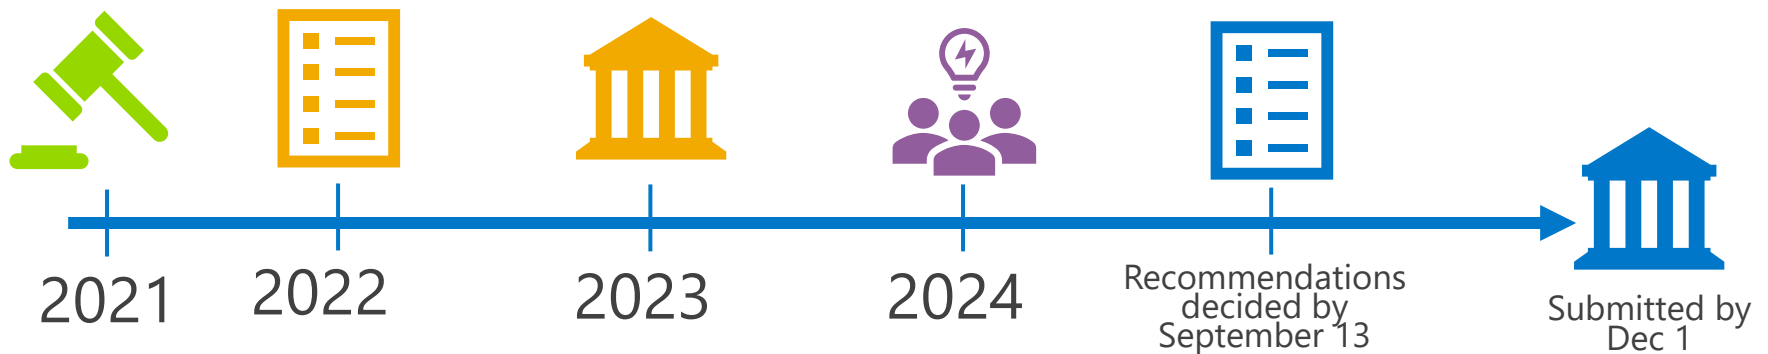 2021
2022
2023
2024
Recommendations
decided by
September 13
Submitted by
Dec 1